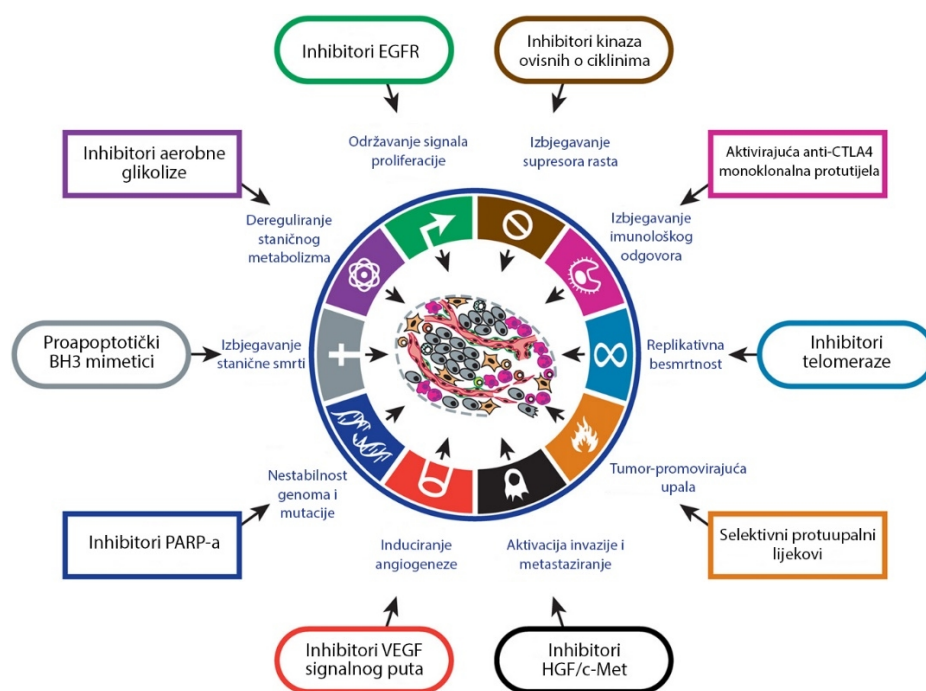 Inhibitori EGFR
Inhibitori kinaza
ovisnih o ciklinima
Održavanje signala
proliferacije
Izbjegavanje
supresora rasta
Inhibitori aerobne
glikolize
Aktivirajuća anti-CTLA4
monoklonalna protutijela
Dereguliranje
staničnog
metabolizma
Izbjegavanje
imunološkog
odgovora
Proapoptotički
BH3 mimetici
Izbjegavanje
stanične smrti
Replikativna
besmrtnost
Inhibitori
telomeraze
Nestabilnost
genoma i
mutacije
Tumor-promovirajuća
upala
Inhibitori PARP-a
Selektivni protuupalni
lijekovi
Induciranje
angiogeneze
Aktivacija invazije i
metastaziranje
Inhibitori VEGF
signalnog puta
Inhibitori
HGF/c-Met